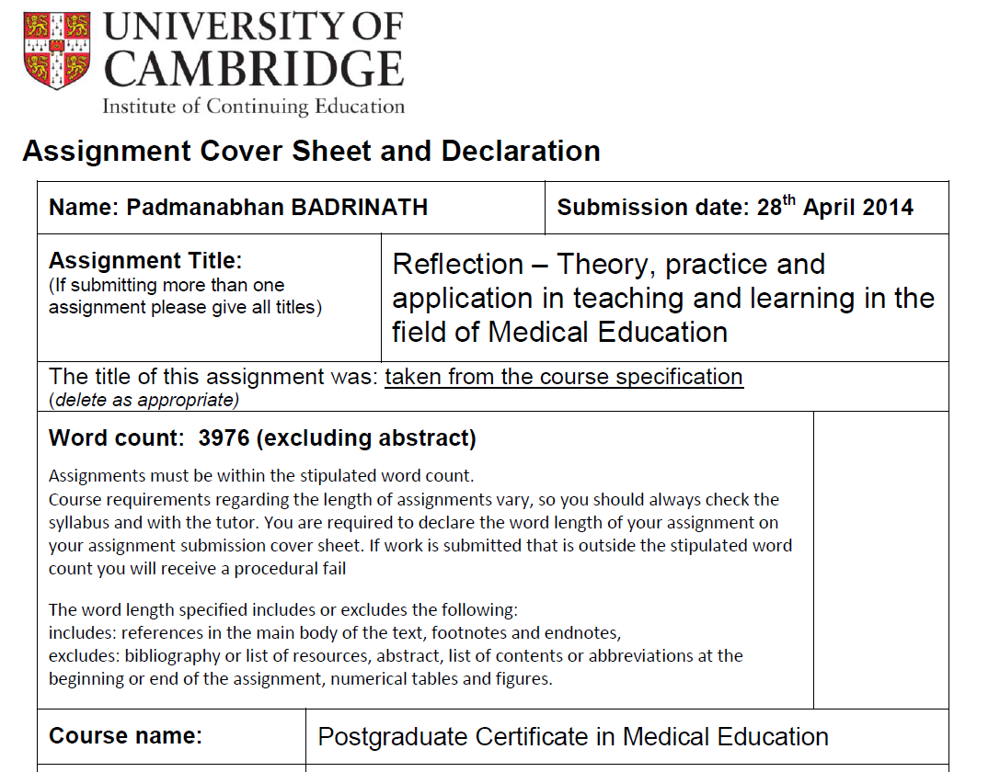 UNIVERSITY OF
CAMBRIDGE
Institute of Continuing Education
Assignment Cover Sheet and Declaration
Name: Padmanabhan BADRINATH
Submission date: 28th April 2014
Assignment Title:
(If submitting more than one
assignment please give all titles)
Reflection – Theory, practice and
application in teaching and learning in the
field of Medical Education
The title of this assignment was: taken from the course specification
(delete as appropriate)
Word count: 3976 (excluding abstract)
Assignments must be within the stipulated word count.
Course requirements regarding the length of assignments vary, so you should always check the
syllabus and with the tutor. You are required to declare the word length of your assignment on
your assignment submission cover sheet. If work is submitted that is outside the stipulated word
count you will receive a procedural fail
The word length specified includes or excludes the following:
includes: references in the main body of the text, footnotes and endnotes,
excludes: bibliography or list of resources, abstract, list of contents or abbreviations at the
beginning or end of the assignment, numerical tables and figures.
Course name:
Postgraduate Certificate in Medical Education